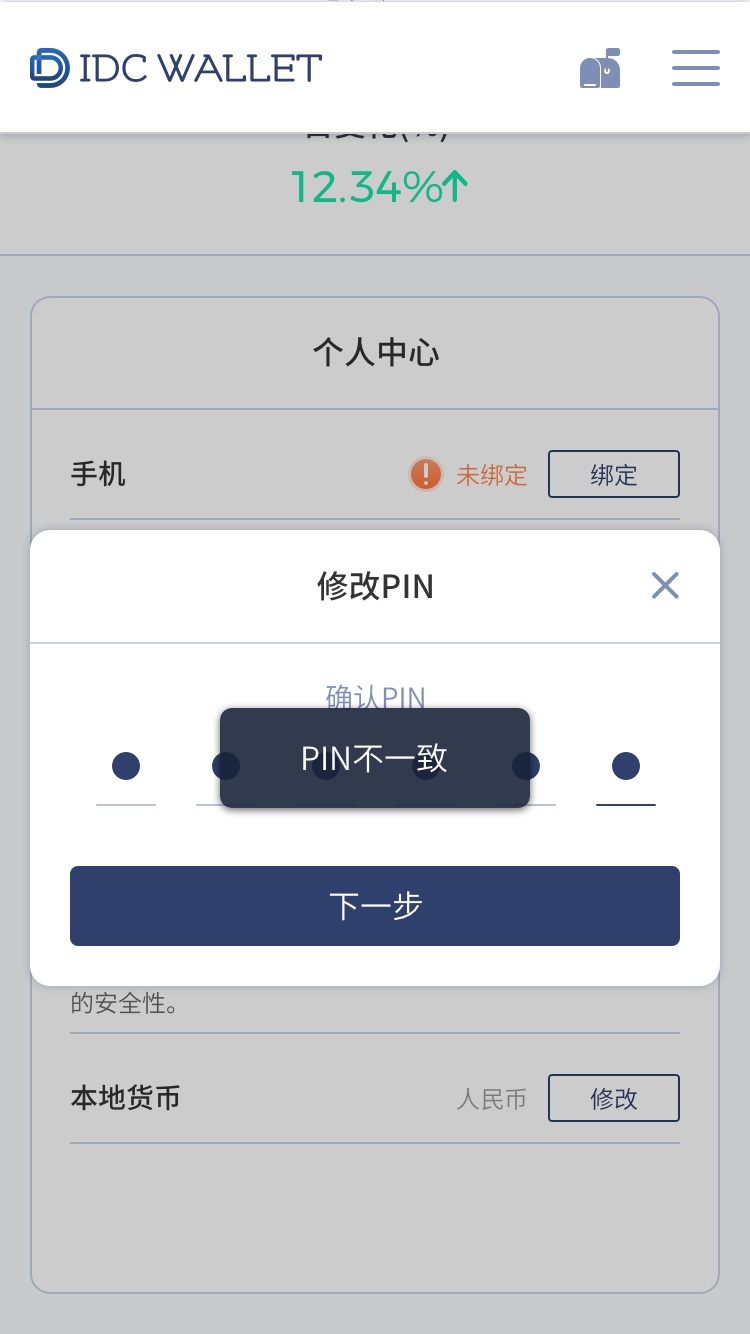 IDC WALLET
12.34%
个人中心
手机
未绑定
绑定
修改PIN
确认PIN
PIN不一致
下一步
的安全性。
本地货币
人民币
修改